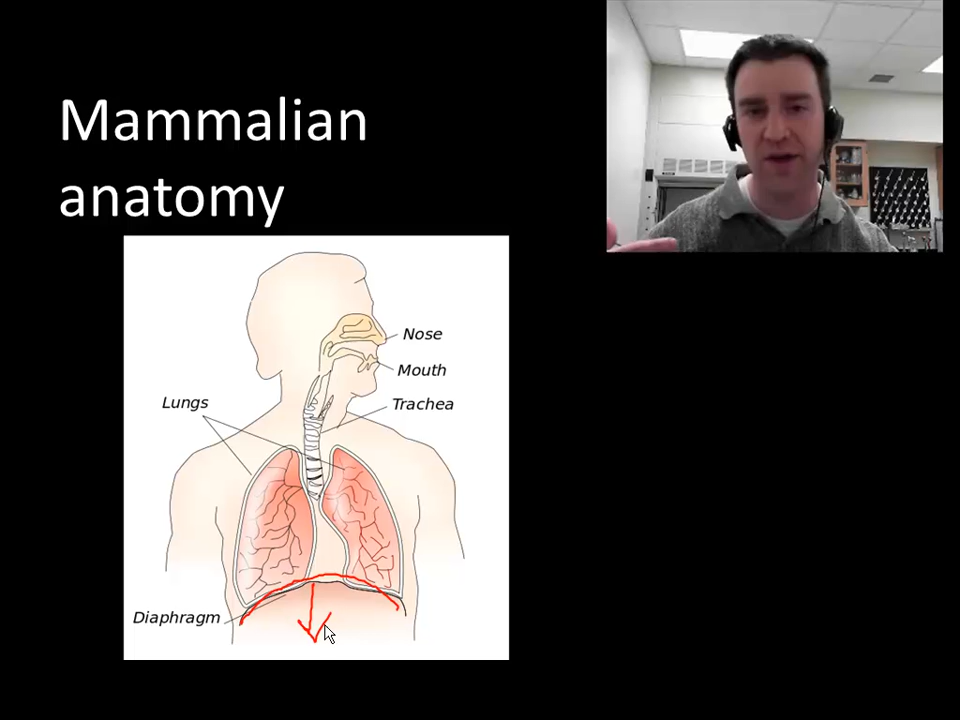 Mammalian
anatomy
Nose
Mouth
Trachea
Lungs
Diaphragm